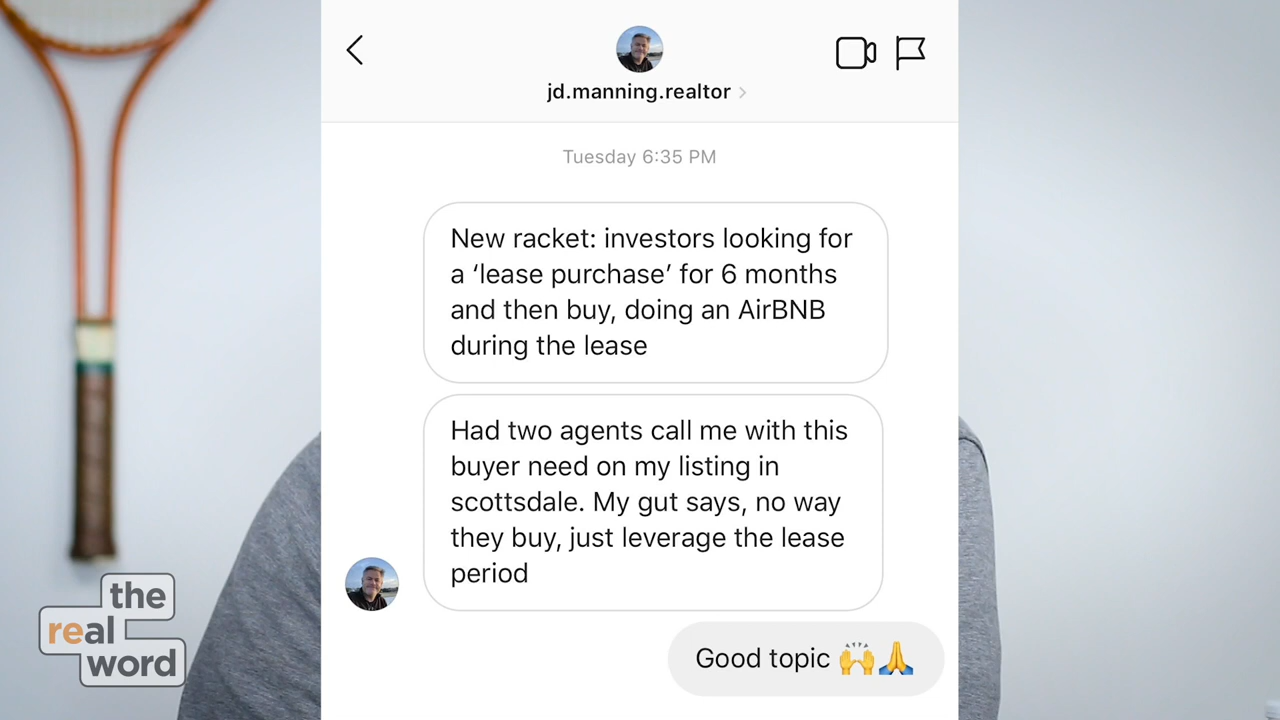 jd.manning.realtor
Tuesday 6:35 PM
New racket: investors looking for
a ‘lease purchase’ for 6 months
and then buy, doing an AirBNB
during the lease
Had two agents call me with this
buyer need on my listing in
scottsdale. My gut says, no way
they buy, just leverage the lease
period
Good topic 🙌🙏
the
real
word